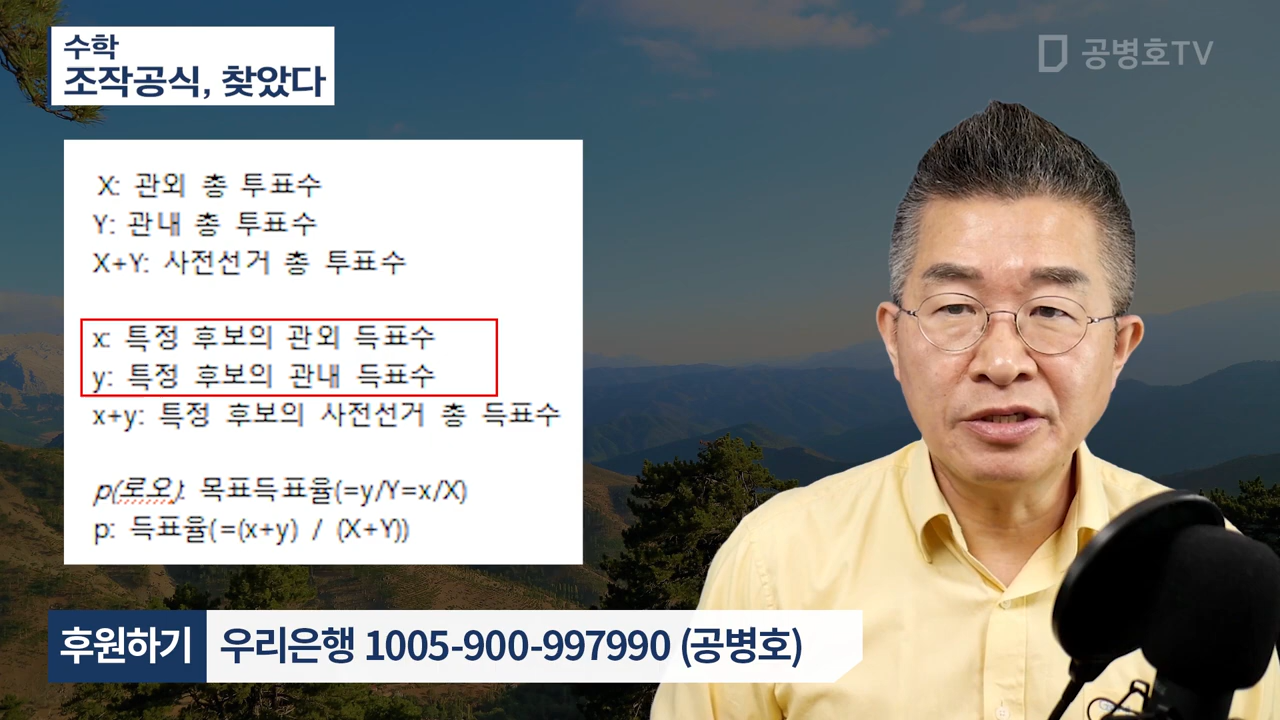 수학
조작공식, 찾았다
공병호TV
X: 관외 총 투표수
Y: 관내 총 투표수
X+Y: 사전선거 총 투표수
x: 특정 후보의 관외 득표수
y: 특정 후보의 관내 득표수
x+y: 특정 후보의 사전선거 총 득표수
p(로오): 목표득표율(=y/Y=x/X)
p: 득표율(=(x+y) / (X+Y))
후원하기 우리은행 1005-900-997990 (공병호)